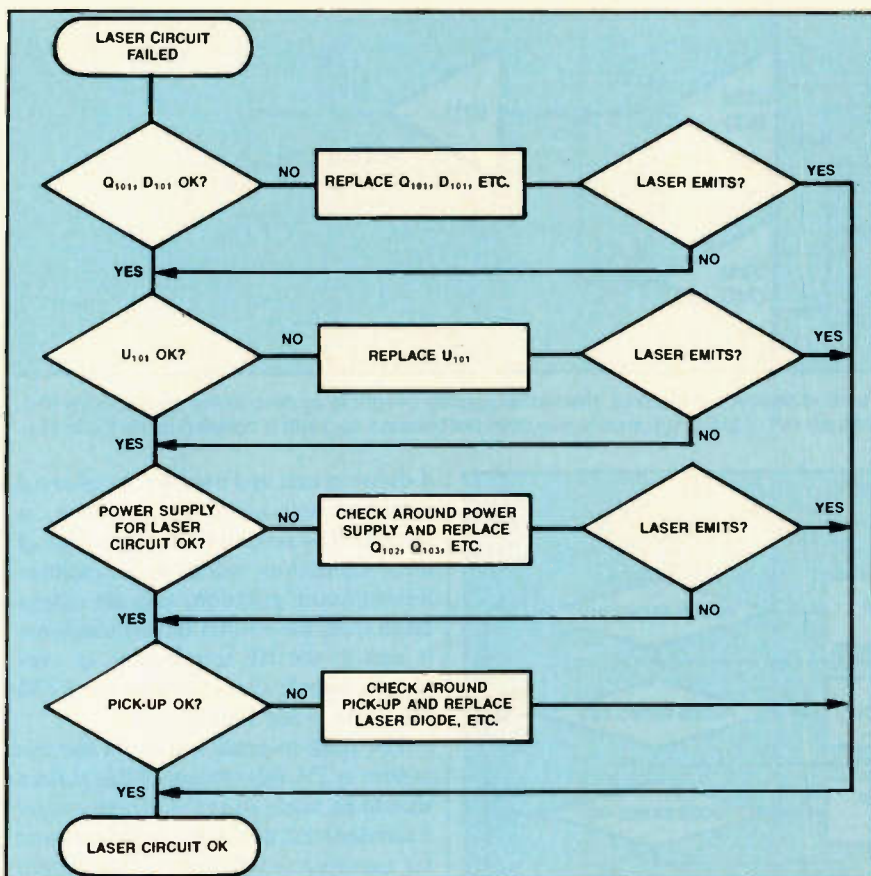 LASER CIRCUIT
FAILED
Q₁₀₁, D₁₀₁ OK?
NO
REPLACE Q₁₀₁, D₁₀₁, ETC.
LASER EMITS?
YES
NO
YES
U₁₀₁ OK?
NO
REPLACE U₁₀₁
LASER EMITS?
YES
NO
YES
POWER SUPPLY
FOR LASER
CIRCUIT OK?
NO
CHECK AROUND POWER
SUPPLY AND REPLACE
Q₁₀₂, Q₁₀₃, ETC.
LASER EMITS?
YES
NO
YES
PICK-UP OK?
NO
CHECK AROUND
PICK-UP AND REPLACE
LASER DIODE, ETC.
YES
LASER CIRCUIT OK